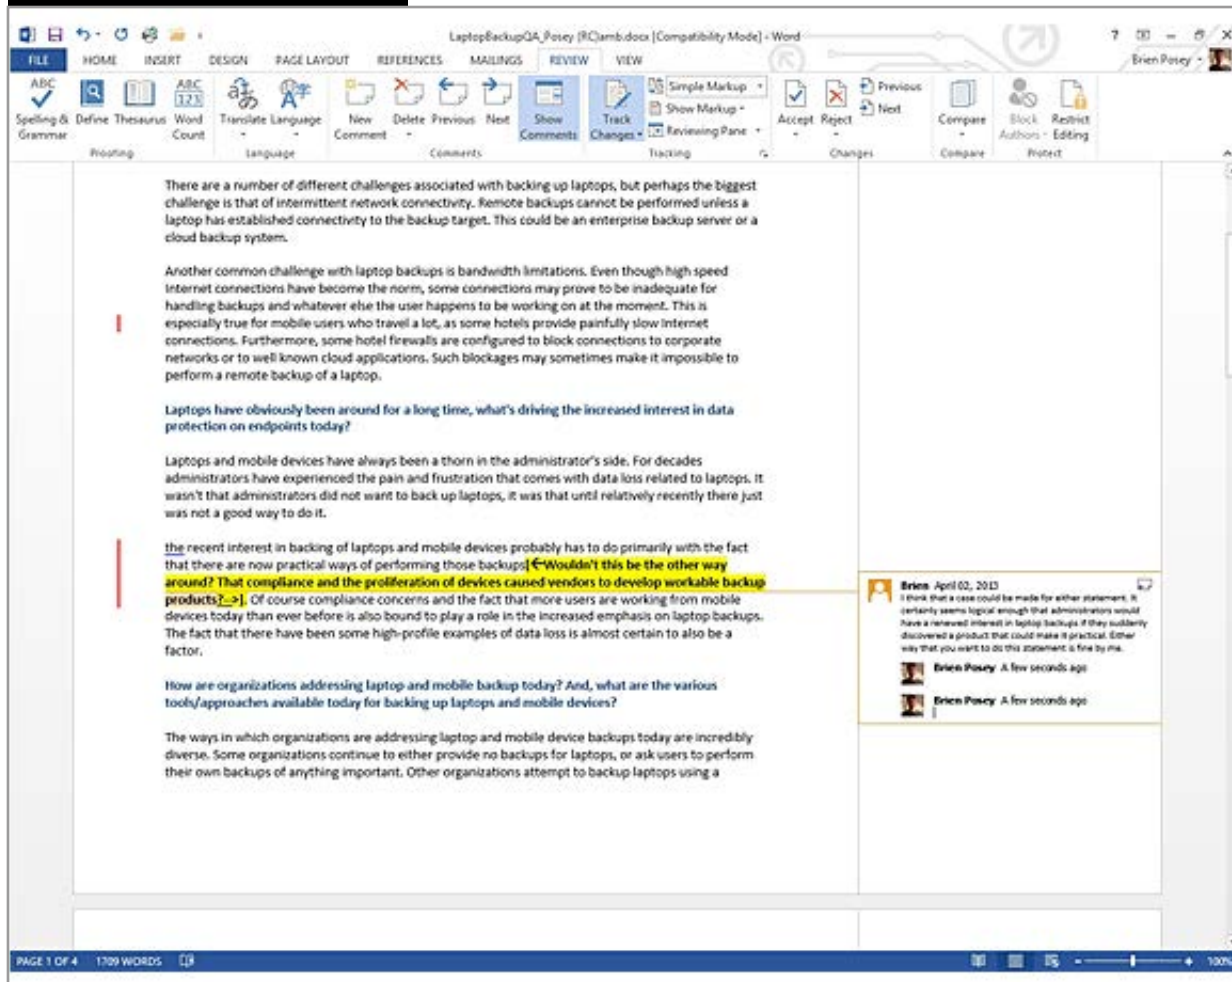 LaptopBackupQA_Posey (RC)amb.docx [Compatibility Mode] - Word
FILE HOME INSERT DESIGN PAGE LAYOUT REFERENCES MAILINGS REVIEW VIEW Brien Posey
ABC
Spelling & Grammar
Define
Thesaurus
ABC 123
Word Count
Translate
Language
New Comment
Delete
Previous
Next
Show Comments
Track Changes
Simple Markup
Show Markup
Reviewing Pane
Accept
Reject
Previous
Next
Compare
Block Authors
Restrict Editing
Proofing Language Comments Tracking Changes Compare Protect
There are a number of different challenges associated with backing up laptops, but perhaps the biggest
challenge is that of intermittent network connectivity. Remote backups cannot be performed unless a
laptop has established connectivity to the backup target. This could be an enterprise backup server or a
cloud backup system.
Another common challenge with laptop backups is bandwidth limitations. Even though high speed
Internet connections have become the norm, some connections may prove to be inadequate for
handling backups and whatever else the user happens to be working on at the moment. This is
especially true for mobile users who travel a lot, as some hotels provide painfully slow Internet
connections. Furthermore, some hotel firewalls are configured to block connections to corporate
networks or to well known cloud applications. Such blockages may sometimes make it impossible to
perform a remote backup of a laptop.
Laptops have obviously been around for a long time, what's driving the increased interest in data
protection on endpoints today?
Laptops and mobile devices have always been a thorn in the administrator's side. For decades
administrators have experienced the pain and frustration that comes with data loss related to laptops. It
wasn't that administrators did not want to back up laptops, it was that until relatively recently there just
was not a good way to do it.
the recent interest in backing of laptops and mobile devices probably has to do primarily with the fact
that there are now practical ways of performing those backups[←Wouldn't this be the other way
around? That compliance and the proliferation of devices caused vendors to develop workable backup
products?...>]. Of course compliance concerns and the fact that more users are working from mobile
devices today than ever before is also bound to play a role in the increased emphasis on laptop backups.
The fact that there have been some high-profile examples of data loss is almost certain to also be a
factor.
How are organizations addressing laptop and mobile backup today? And, what are the various
tools/approaches available today for backing up laptops and mobile devices?
The ways in which organizations are addressing laptop and mobile device backups today are incredibly
diverse. Some organizations continue to either provide no backups for laptops, or ask users to perform
their own backups of anything important. Other organizations attempt to backup laptops using a
Brien April 02, 2013
I think that a case could be made for either statement. It
certainly seems logical enough that administrators would
have a renewed interest in laptop backups if they suddenly
discovered a product that could make it practical. Either
way that you want to do this statement is fine by me.
Brien Posey A few seconds ago
Brien Posey A few seconds ago
PAGE 1 OF 4 1709 WORDS 100%